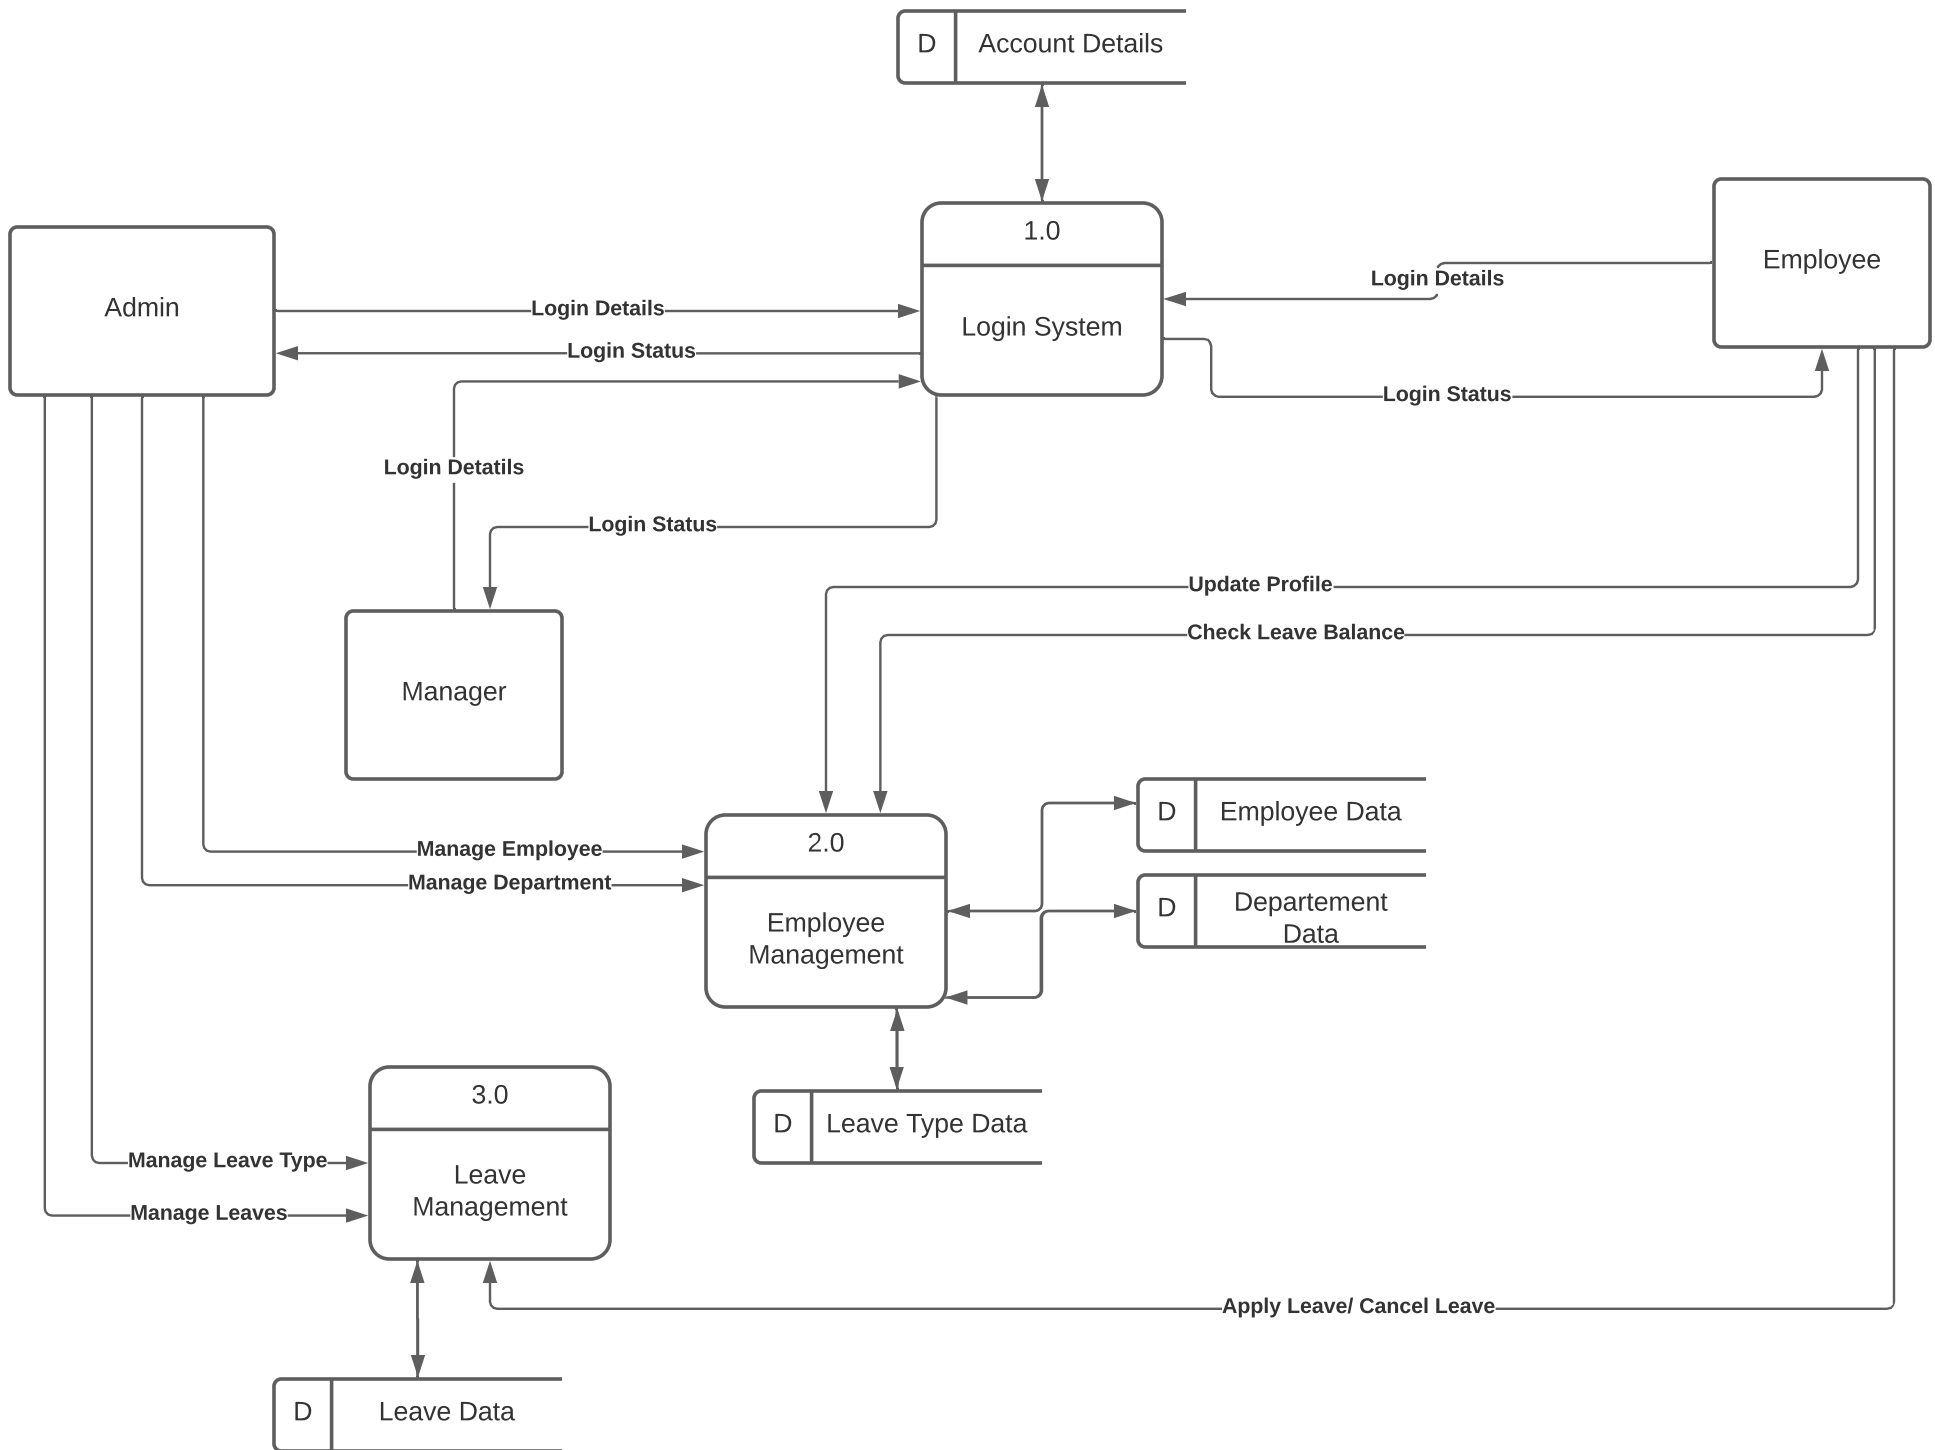 D
Account Details
1.0
Login System
Admin
Employee
Login Details
Login Details
Login Status
Login Status
Login Detatils
Login Status
Manager
Update Profile
Check Leave Balance
2.0
Employee
Management
D
Employee Data
D
Departement
Data
Manage Employee
Manage Department
3.0
Leave
Management
D
Leave Type Data
Manage Leave Type
Manage Leaves
Apply Leave/ Cancel Leave
D
Leave Data